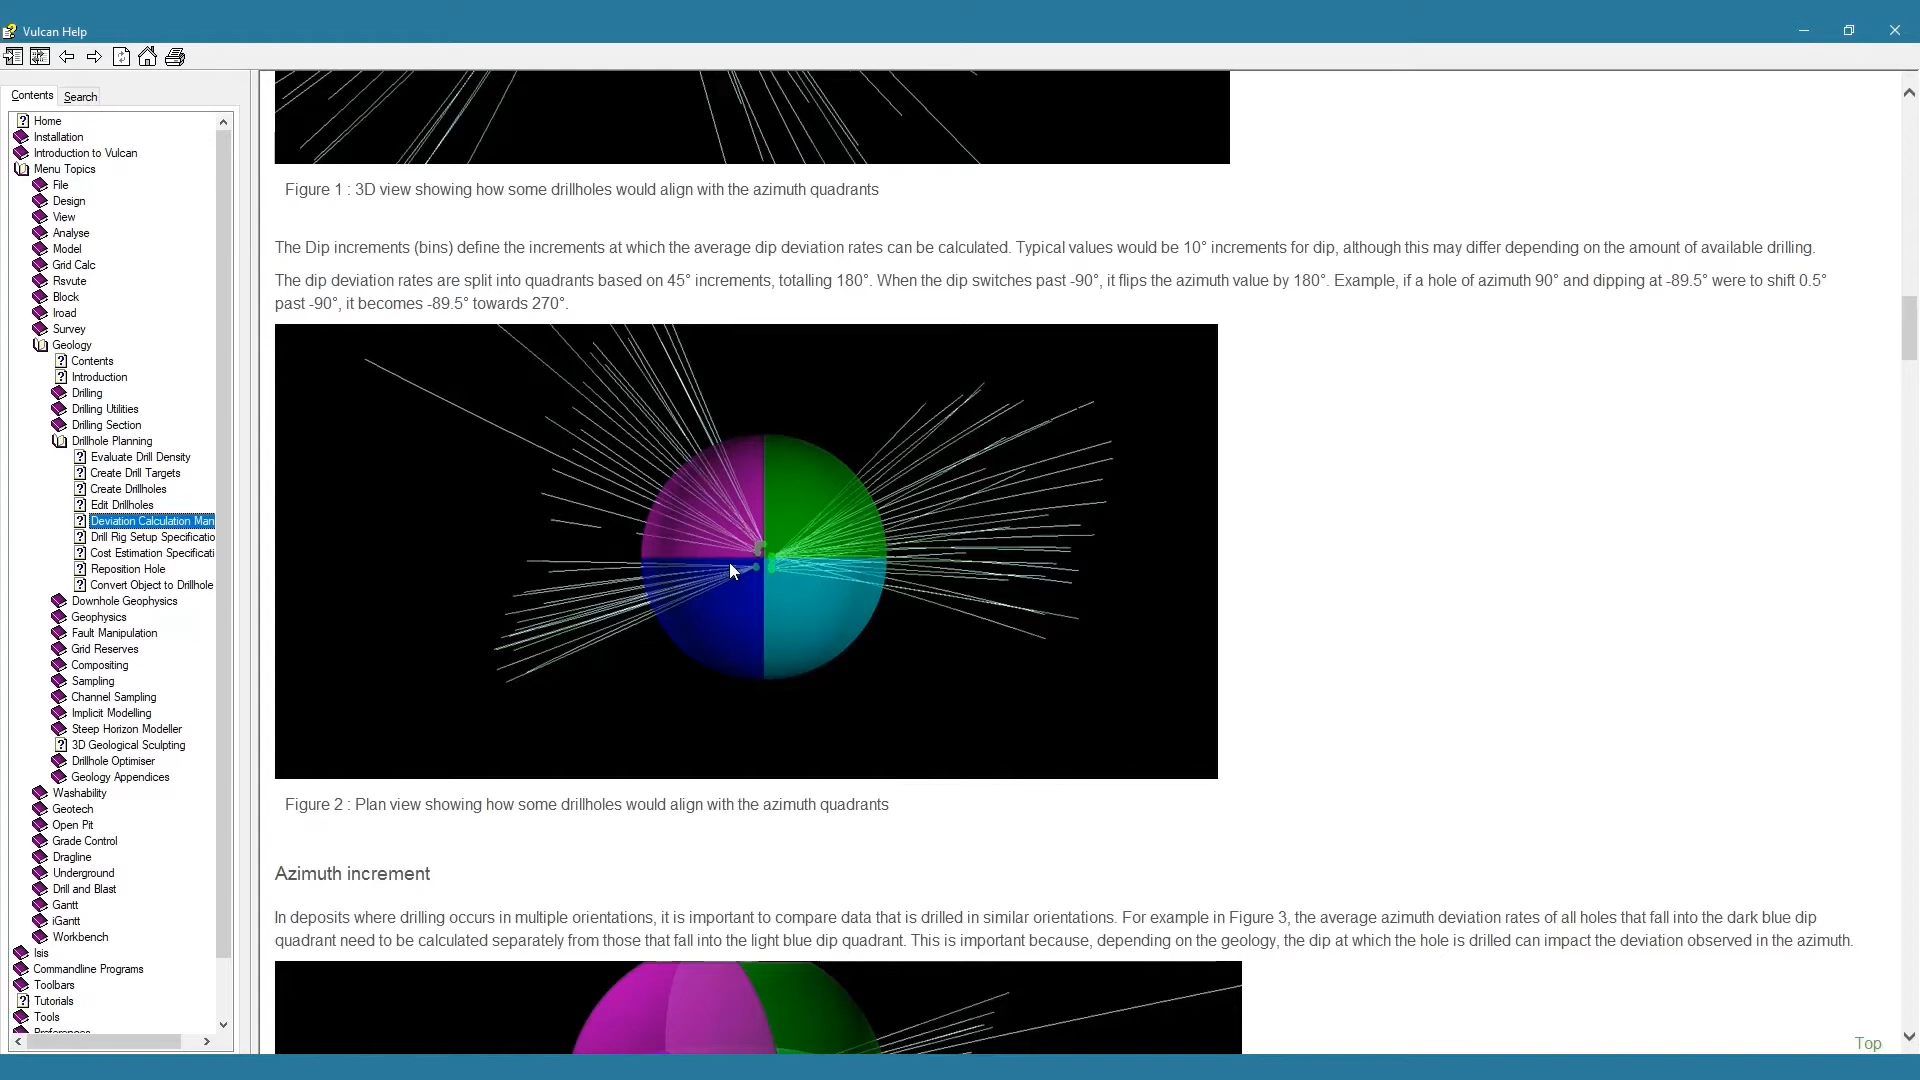 Vulcan Help
Contents
Search
Home
Installation
Introduction to Vulcan
Menu Topics
File
Design
View
Analyse
Model
Grid Calc
Rsvute
Block
Iroad
Survey
Geology
Contents
Introduction
Drilling
Drilling Utilities
Drilling Section
Drillhole Planning
Evaluate Drill Density
Create Drill Targets
Create Drillholes
Edit Drillholes
Deviation Calculation Man
Drill Rig Setup Specificatio
Cost Estimation Specificati
Reposition Hole
Convert Object to Drillhole
Downhole Geophysics
Geophysics
Fault Manipulation
Grid Reserves
Compositing
Sampling
Channel Sampling
Implicit Modelling
Steep Horizon Modeller
3D Geological Sculpting
Drillhole Optimiser
Geology Appendices
Washability
Geotech
Open Pit
Grade Control
Dragline
Underground
Drill and Blast
Gantt
iGantt
Workbench
Isis
Commandline Programs
Toolbars
Tutorials
Tools
Preferences
Figure 1 : 3D view showing how some drillholes would align with the azimuth quadrants
The Dip increments (bins) define the increments at which the average dip deviation rates can be calculated. Typical values would be 10° increments for dip, although this may differ depending on the amount of available drilling.
The dip deviation rates are split into quadrants based on 45° increments, totalling 180°. When the dip switches past -90°, it flips the azimuth value by 180°. Example, if a hole of azimuth 90° and dipping at -89.5° were to shift 0.5°
past -90°, it becomes -89.5° towards 270°.
Figure 2 : Plan view showing how some drillholes would align with the azimuth quadrants
Azimuth increment
In deposits where drilling occurs in multiple orientations, it is important to compare data that is drilled in similar orientations. For example in Figure 3, the average azimuth deviation rates of all holes that fall into the dark blue dip
quadrant need to be calculated separately from those that fall into the light blue dip quadrant. This is important because, depending on the geology, the dip at which the hole is drilled can impact the deviation observed in the azimuth.
Top